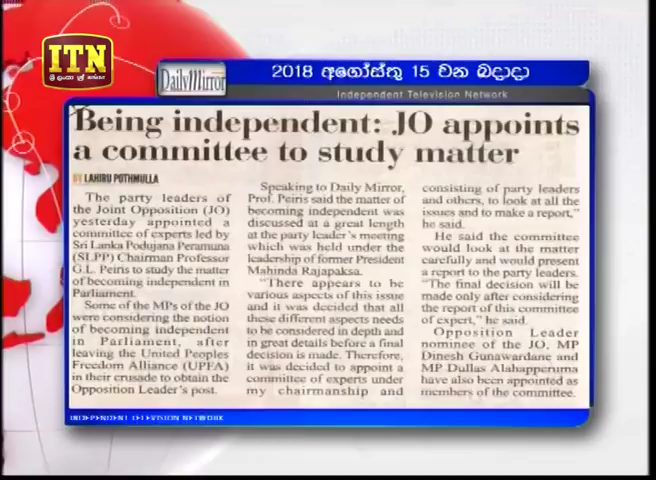 ITN
ශ්‍රී ලංකා ප්‍රථම
DailyMirror
2018 අගෝස්තු 15 වන බදාදා
Independent Television Network
Being independent: JO appoints
a committee to study matter
BY LAHIRU POTHMULLA
The party leaders of
the Joint Opposition (JO)
yesterday appointed a
committee of experts led by
Sri Lanka Podujana Peramuna
(SLPP) Chairman Professor
G.L. Peiris to study the matter
of becoming independent in
Parliament.
Some of the MPs of the JO
were considering the notion
of becoming independent
in Parliament, after
leaving the United Peoples
Freedom Alliance (UPFA)
in their crusade to obtain the
Opposition Leader's post.
Speaking to Daily Mirror,
Prof. Peiris said the matter of
becoming independent was
discussed at a great length
at the party leader's meeting
which was held under the
leadership of former President
Mahinda Rajapaksa.
"There appears to be
various aspects of this issue
and it was decided that all
these different aspects needs
to be considered in depth and
in great details before a final
decision is made. Therefore,
it was decided to appoint a
committee of experts under
my chairmanship and
consisting of party leaders
and others, to look at all the
issues and to make a report,"
he said.
He said the committee
would look at the matter
carefully and would present
a report to the party leaders.
"The final decision will be
made only after considering
the report of this committee
of expert," he said.
Opposition Leader
nominee of the JO, MP
Dinesh Gunawardane and
MP Dullas Alahapperuma
have also been appointed as
members of the committee.
INDEPENDENT TELEVISION NETWORK